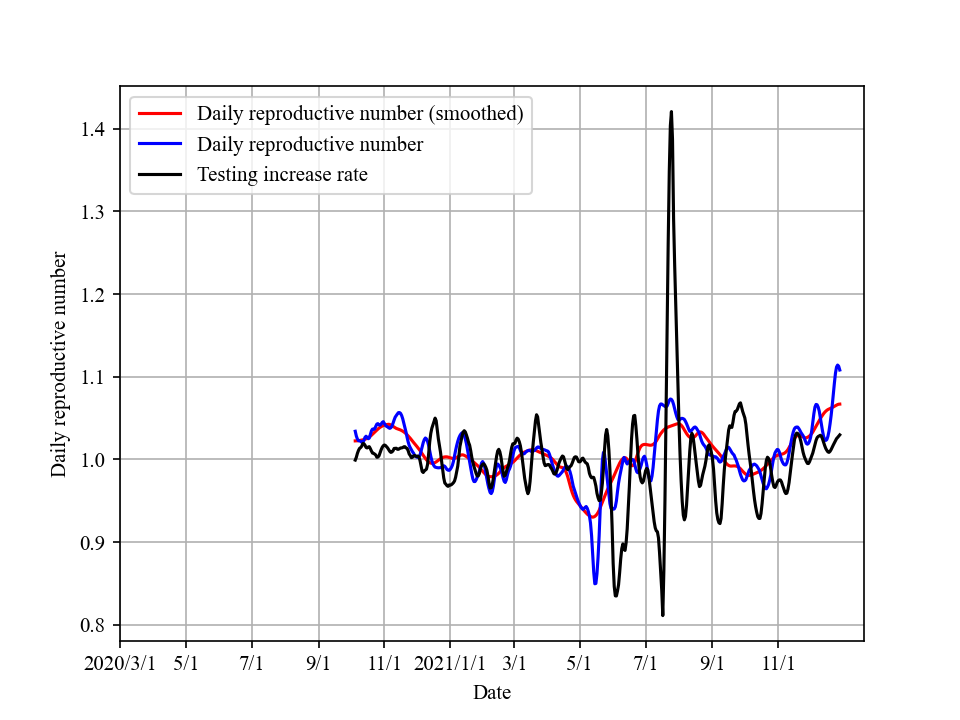 Daily reproductive number (smoothed)
Daily reproductive number
Testing increase rate
Daily reproductive number
1.4
1.3
1.2
1.1
1.0
0.9
0.8
2020/3/1 5/1 7/1 9/1 11/1 2021/1/1 3/1 5/1 7/1 9/1 11/1
Date